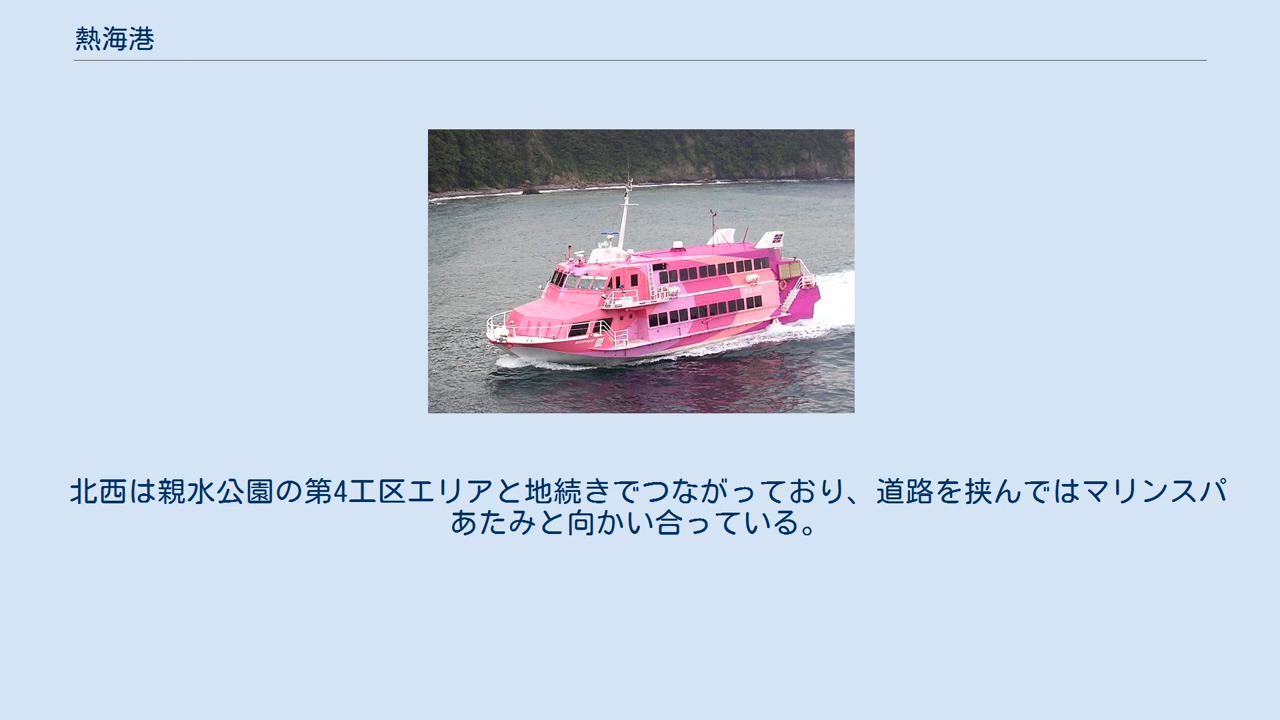 熱海港
北西は親水公園の第4工区エリアと地続きでつながっており、道路を挟んではマリンスパ
あたみと向かい合っている。